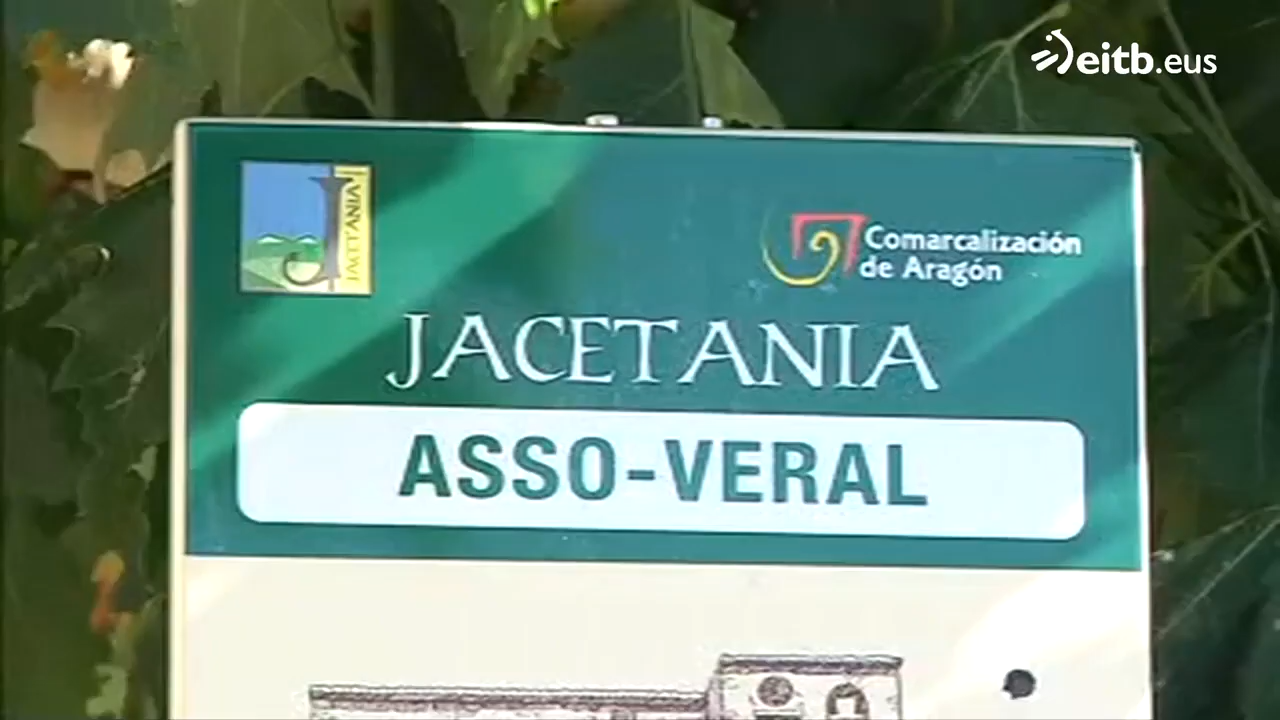 eitb.eus
JACETANIA
Comarcalización
de Aragón
JACETANIA
ASSO-VERAL